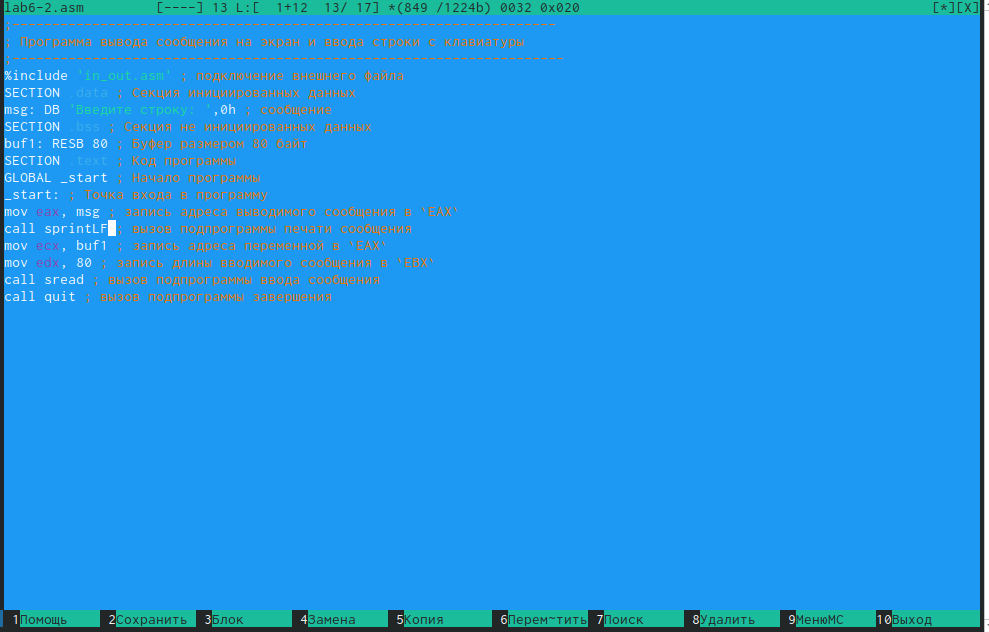 lab6-2.asm [----] 13 L:[ 1+12 13/ 17] *(849 /1224b) 0032 0x020 [*][X]
;--------------------------------------------------------------------
; Программа вывода сообщения на экран и ввода строки с клавиатуры
;---------------------------------------------------------------------
%include 'in_out.asm' ; подключение внешнего файла
SECTION .data ; Секция инициированных данных
msg: DB 'Введите строку: ',0h ; сообщение
SECTION .bss ; Секция не инициированных данных
buf1: RESB 80 ; Буфер размером 80 байт
SECTION .text ; Код программы
GLOBAL _start ; Начало программы
_start: ; Точка входа в программу
mov eax, msg ; запись адреса выводимого сообщения в `EAX`
call sprintLF ; вызов подпрограммы печати сообщения
mov ecx, buf1 ; запись адреса переменной в `EAX`
mov edx, 80 ; запись длины вводимого сообщения в `EBX`
call sread ; вызов подпрограммы ввода сообщения
call quit ; вызов подпрограммы завершения
1Помощь 2Сохранить 3Блок 4Замена 5Копия 6Перем~тить 7Поиск 8Удалить 9МенюMC 10Выход